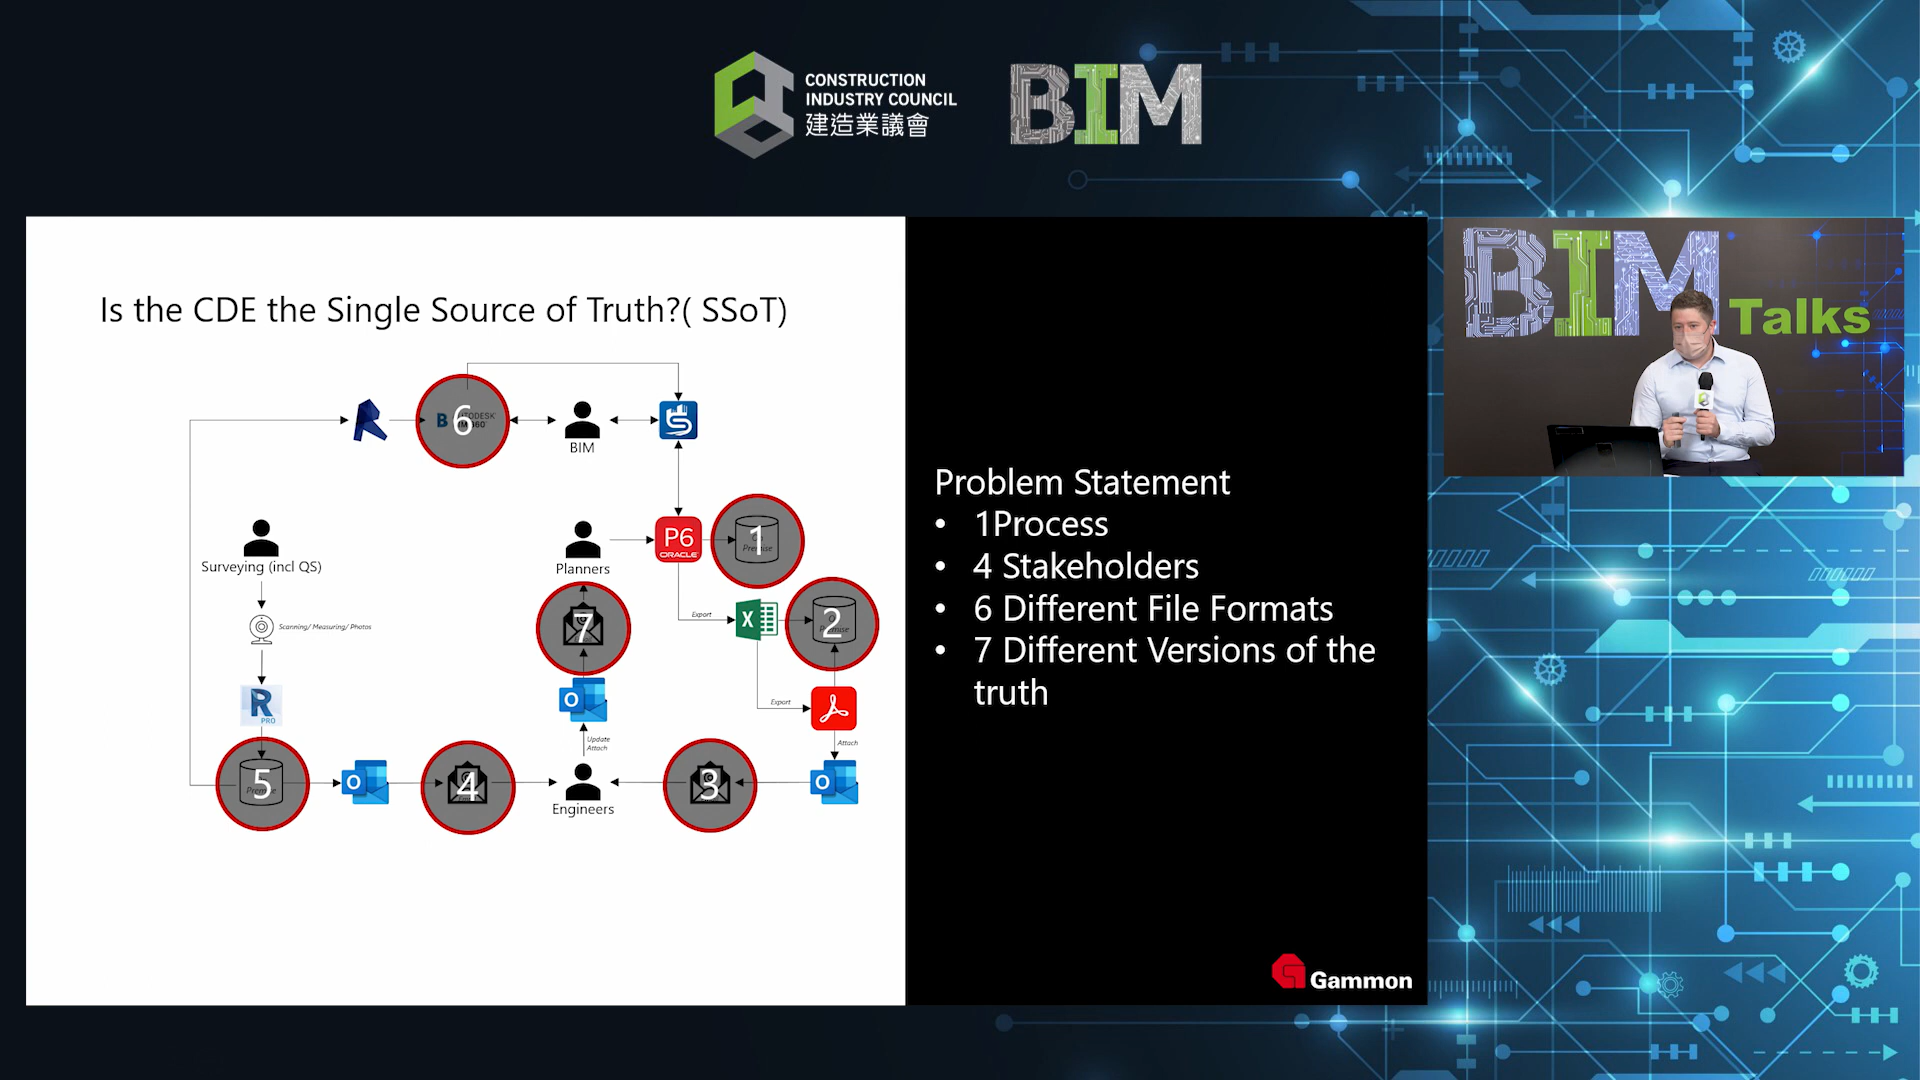 CONSTRUCTION
INDUSTRY COUNCIL
建造業議會
BIM
Is the CDE the Single Source of Truth?( SSoT)
6
BIM
Surveying (incl QS)
Scanning/ Measuring/ Photos
R
PRO
Planners
P6
ORACLE
1
Premise
Export
X
2
Premise
7
O
Update
Attach
Export
Attach
5
O
4
Engineers
3
O
Problem Statement
• 1Process
• 4 Stakeholders
• 6 Different File Formats
• 7 Different Versions of the
truth
Gammon
BIM
Talks